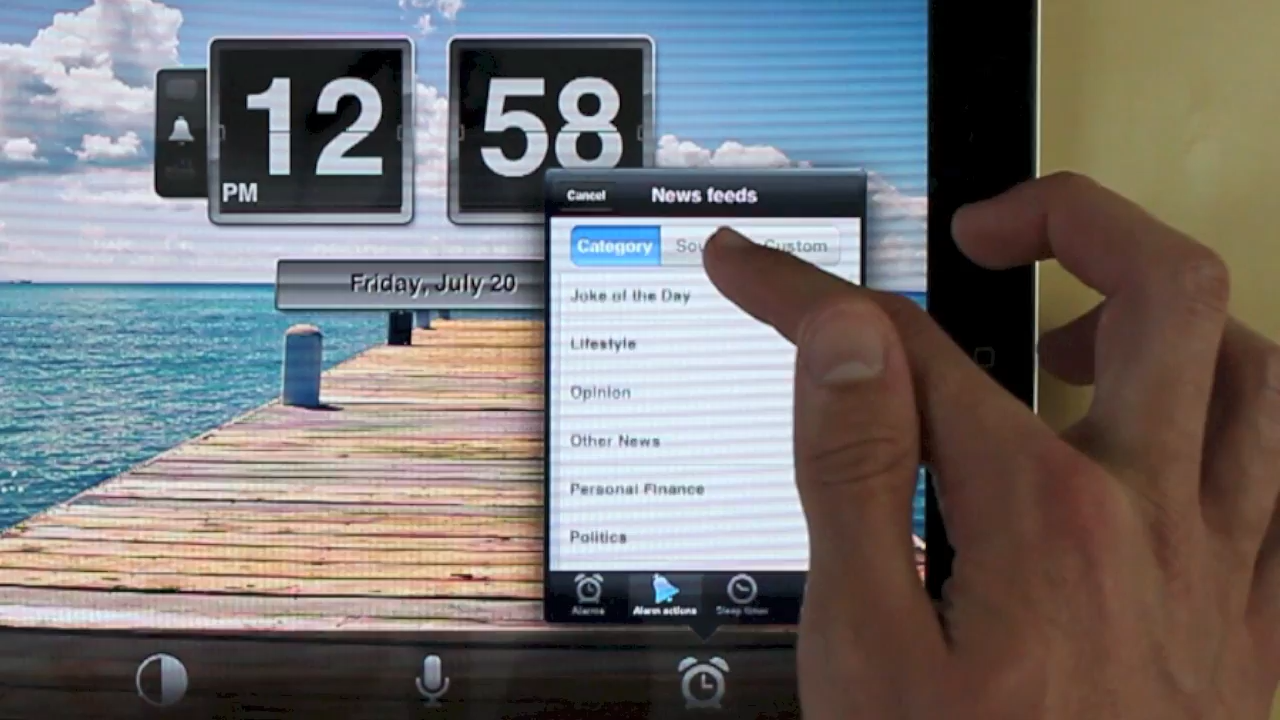 12
58
PM
Friday, July 20
Cancel News feeds
Category Custom
Joke of the Day
Lifestyle
Opinion
Other News
Personal Finance
Politics
Alarms Alarm actions Sleep timer